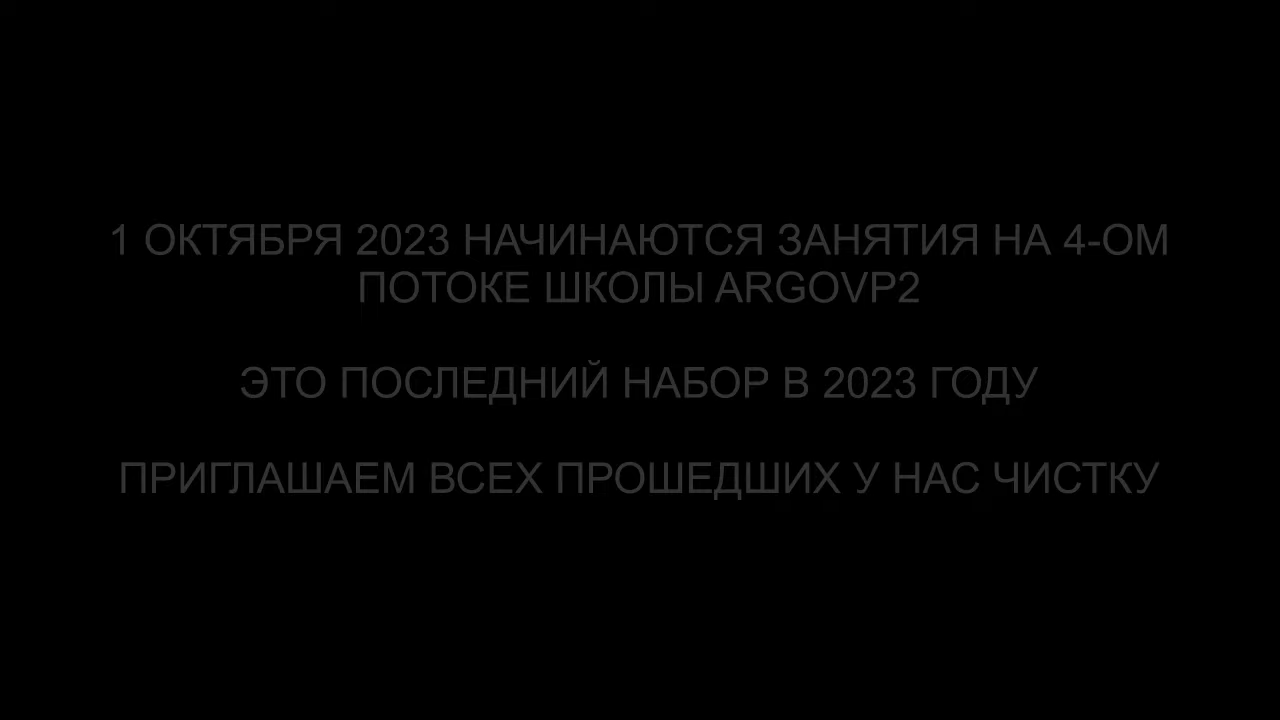 1 ОКТЯБРЯ 2023 НАЧИНАЮТСЯ ЗАНЯТИЯ НА 4-ОМ
ПОТОКЕ ШКОЛЫ ARGOVP2
ЭТО ПОСЛЕДНИЙ НАБОР В 2023 ГОДУ
ПРИГЛАШАЕМ ВСЕХ ПРОШЕДШИХ У НАС ЧИСТКУ